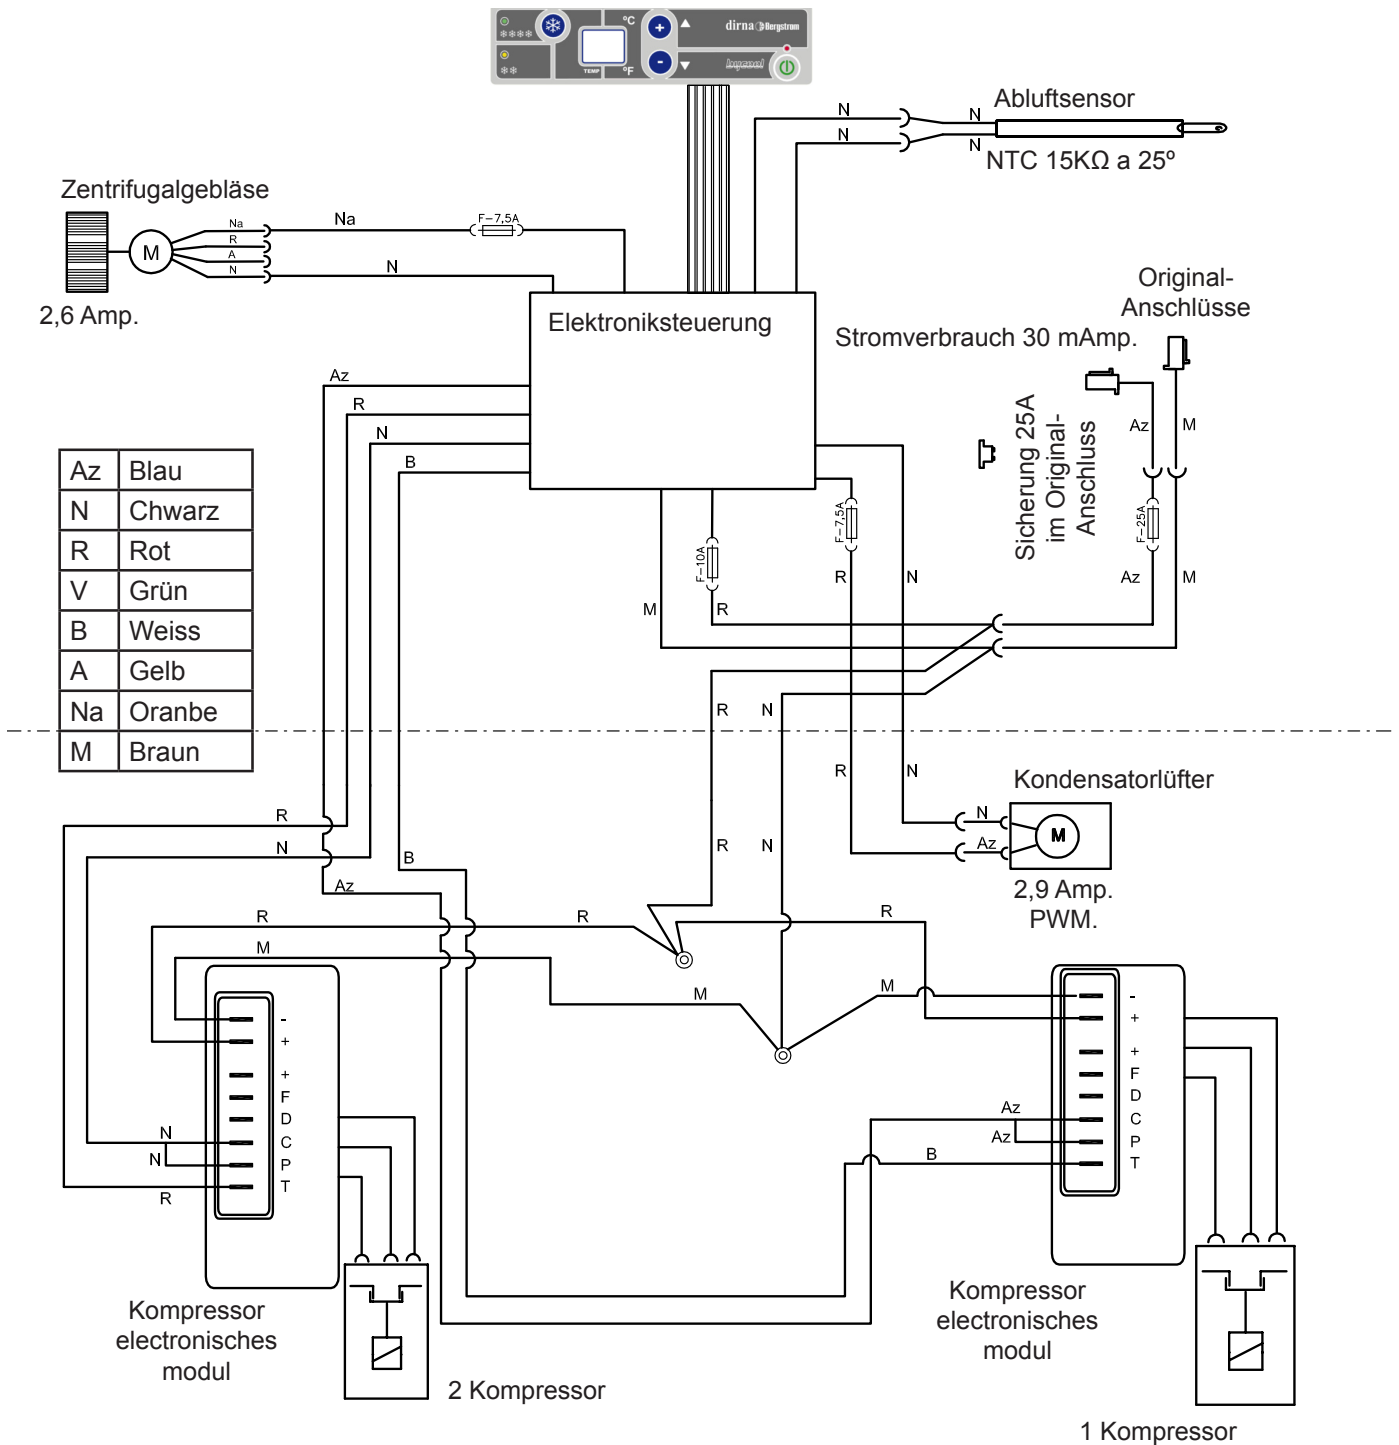 °C
dirna Bergstrom
❄❄❄❄
+
▲
TEMP
°F
-
▼
bycool
❄❄
N
N
N
N
Abluftsensor
NTC 15KΩ a 25º
Zentrifugalgebläse
M
Na
R
A
N
Na
N
F-7,5A
2,6 Amp.
Elektroniksteuerung
Stromverbrauch 30 mAmp.
Original-
Anschlüsse
Sicherung 25A
im Original-
Anschluss
Az
M
F-25A
Az
M
Az
R
N
B
Az Blau
N Chwarz
R Rot
V Grün
B Weiss
A Gelb
Na Oranbe
M Braun
F-10A
F-7,5A
M
R
R
N
R
N
R
N
R
N
Kondensatorlüfter
N
Az
M
2,9 Amp.
PWM.
R
N
B
Az
R
R
M
R
M
M
-
+
+
F
D
C
P
T
N
N
R
-
+
+
F
D
C
P
T
Az
Az
B
Kompressor
electronisches
modul
2 Kompressor
Kompressor
electronisches
modul
1 Kompressor